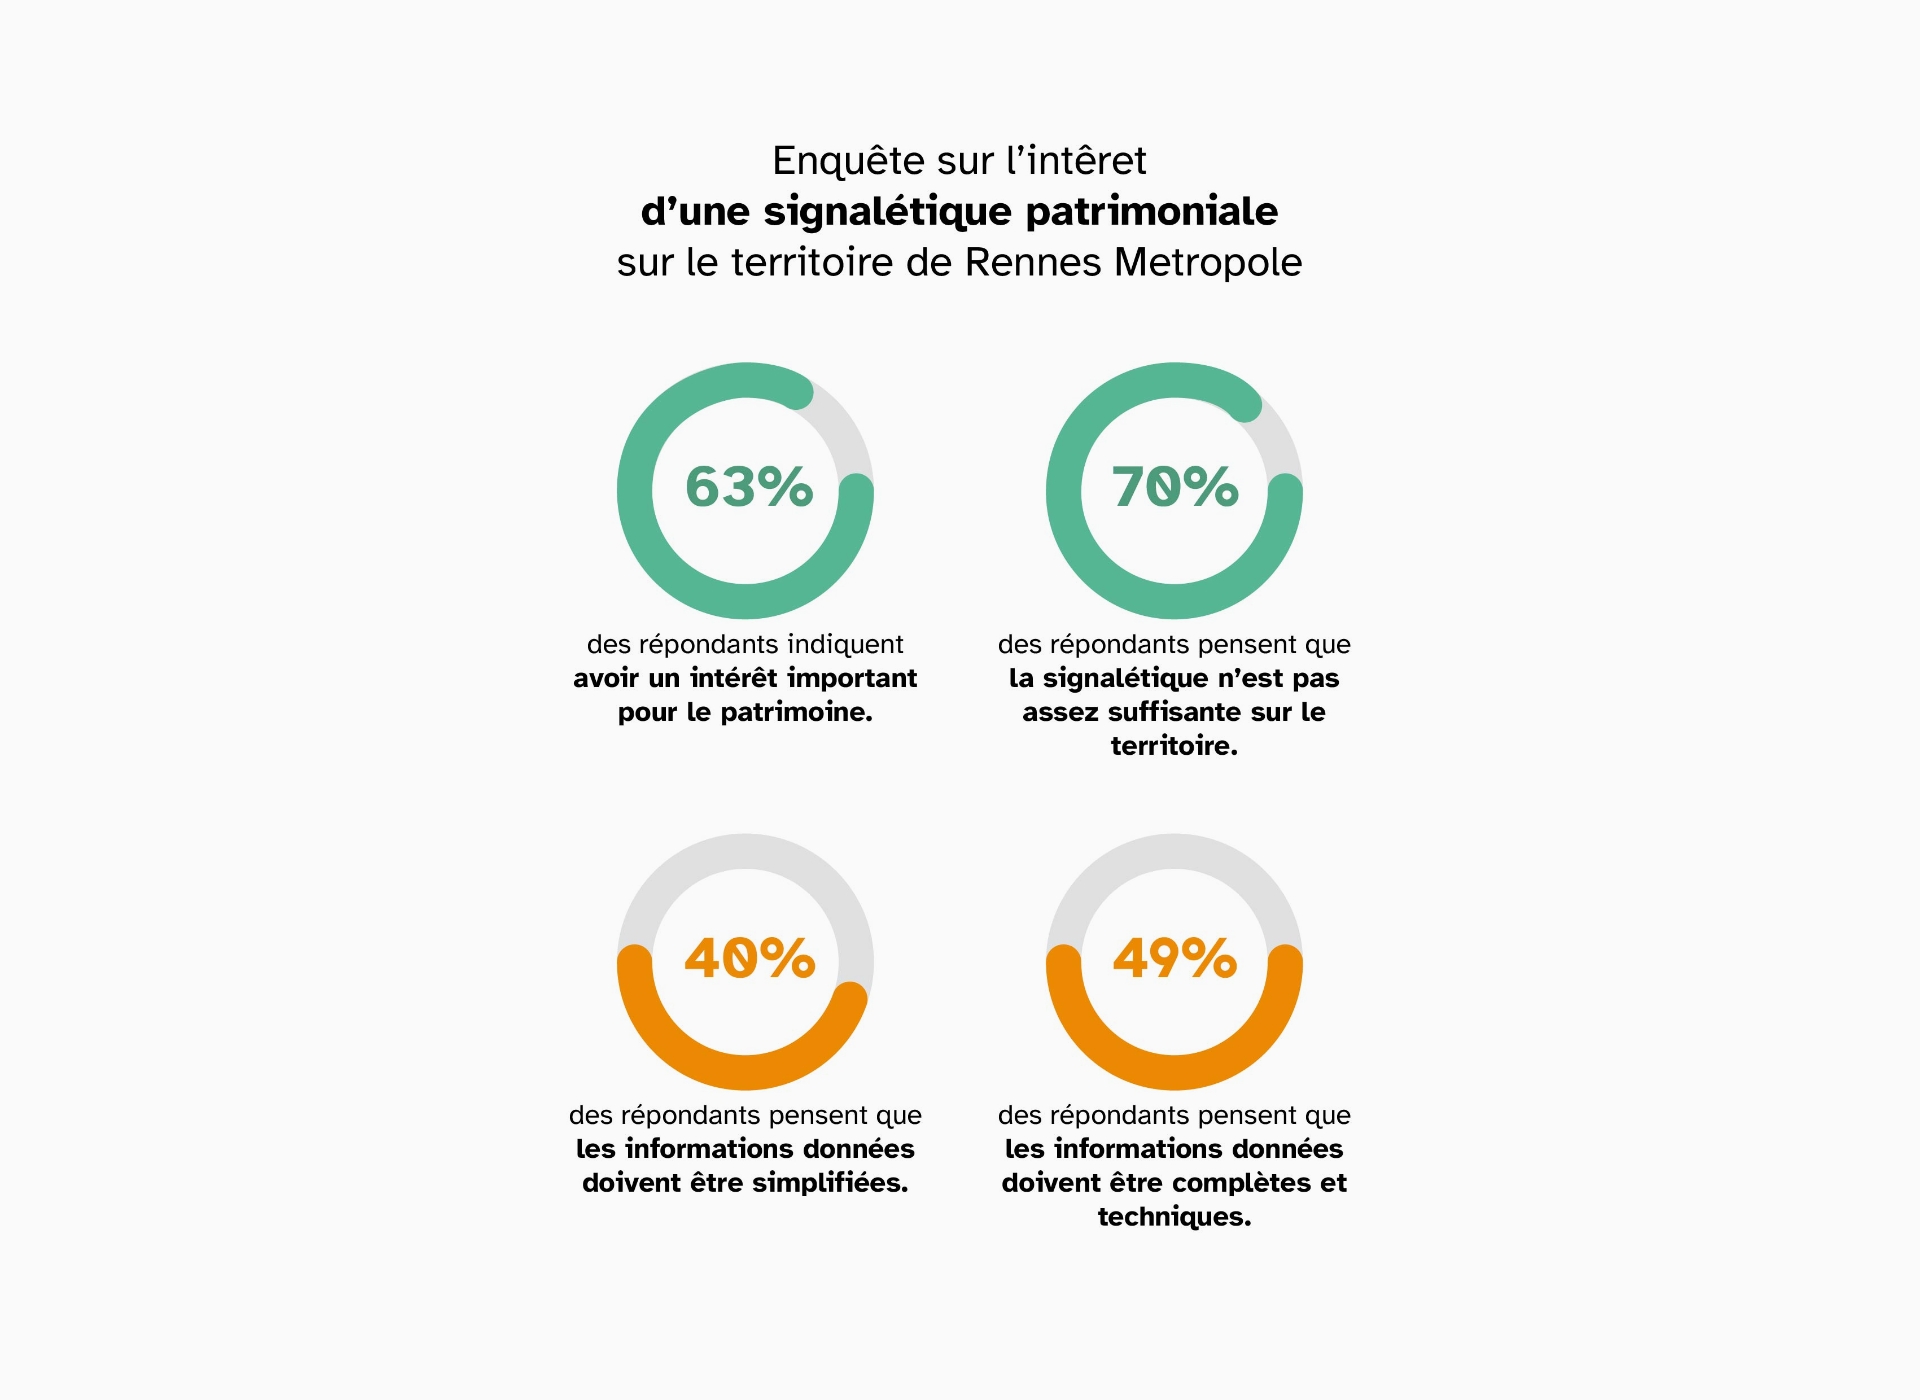 Enquête sur l’intêret
d’une signalétique patrimoniale
sur le territoire de Rennes Metropole
63%
des répondants indiquent
avoir un intérêt important
pour le patrimoine.
70%
des répondants pensent que
la signalétique n’est pas
assez suffisante sur le
territoire.
40%
des répondants pensent que
les informations données
doivent être simplifiées.
49%
des répondants pensent que
les informations données
doivent être complètes et
techniques.